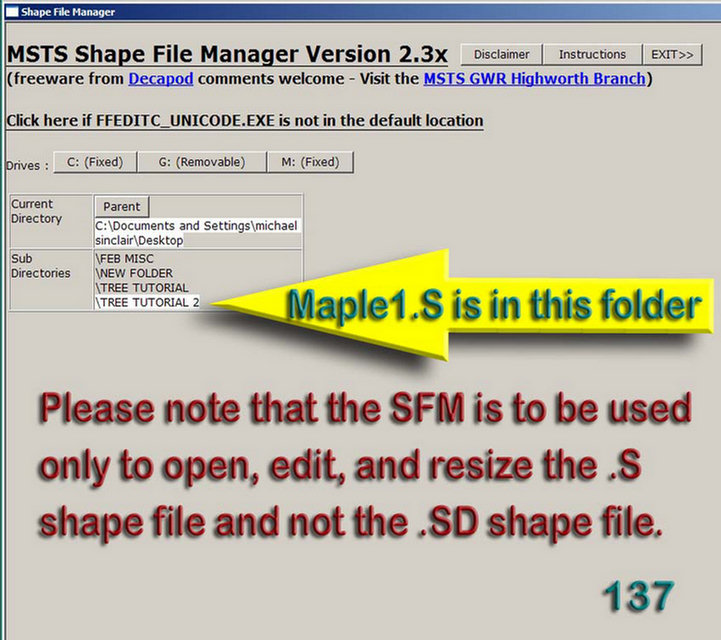 Shape File Manager
MSTS Shape File Manager Version 2.3x
Disclaimer
Instructions
EXIT>>
(freeware from Decapod comments welcome - Visit the MSTS GWR Highworth Branch)
Click here if FFEDITC_UNICODE.EXE is not in the default location
Drives :
C: (Fixed)
G: (Removable)
M: (Fixed)
Current
Directory
Parent
C:\Documents and Settings\michael
sinclair\Desktop
Sub
Directories
\FEB MISC
\NEW FOLDER
\TREE TUTORIAL
\TREE TUTORIAL 2
Maple1.S is in this folder
Please note that the SFM is to be used
only to open, edit, and resize the .S
shape file and not the .SD shape file.
137